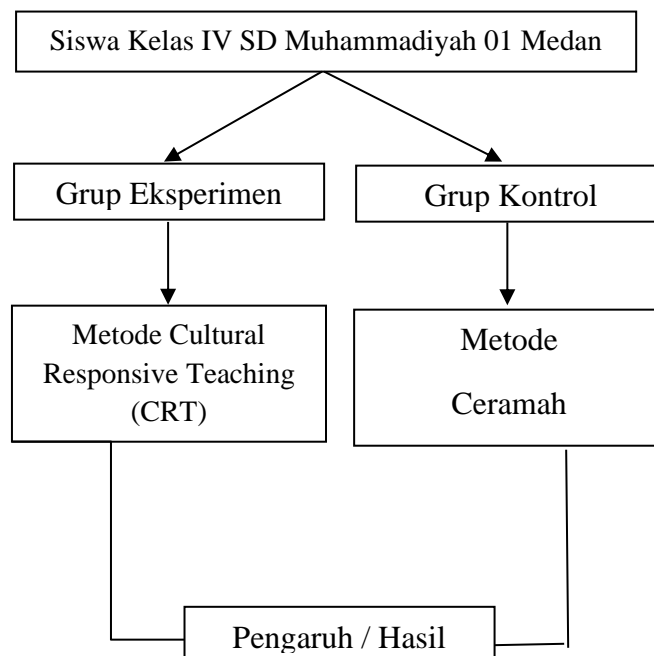 Siswa Kelas IV SD Muhammadiyah 01 Medan
Grup Eksperimen
Grup Kontrol
Metode Cultural
Responsive Teaching
(CRT)
Metode
Ceramah
Pengaruh / Hasil